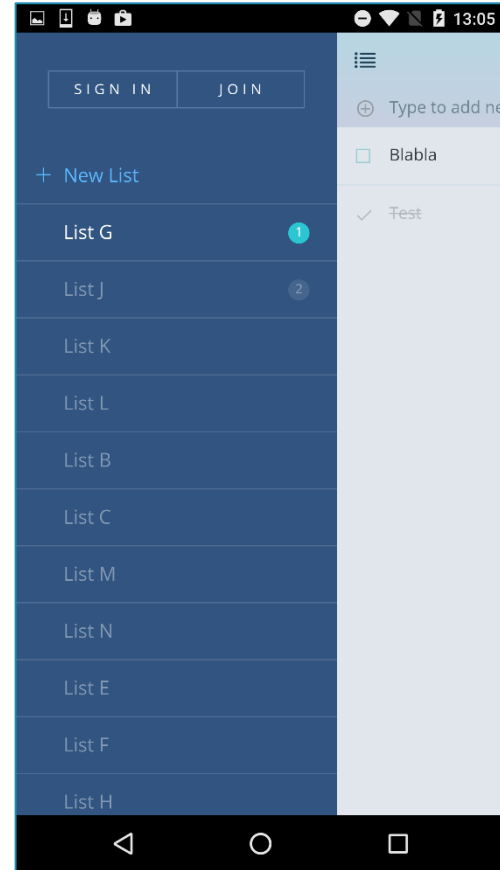 13:05
SIGN IN JOIN
+ New List
List G 1
List J 2
List K
List L
List B
List C
List M
List N
List E
List F
List H
Type to add ne
Blabla
Test